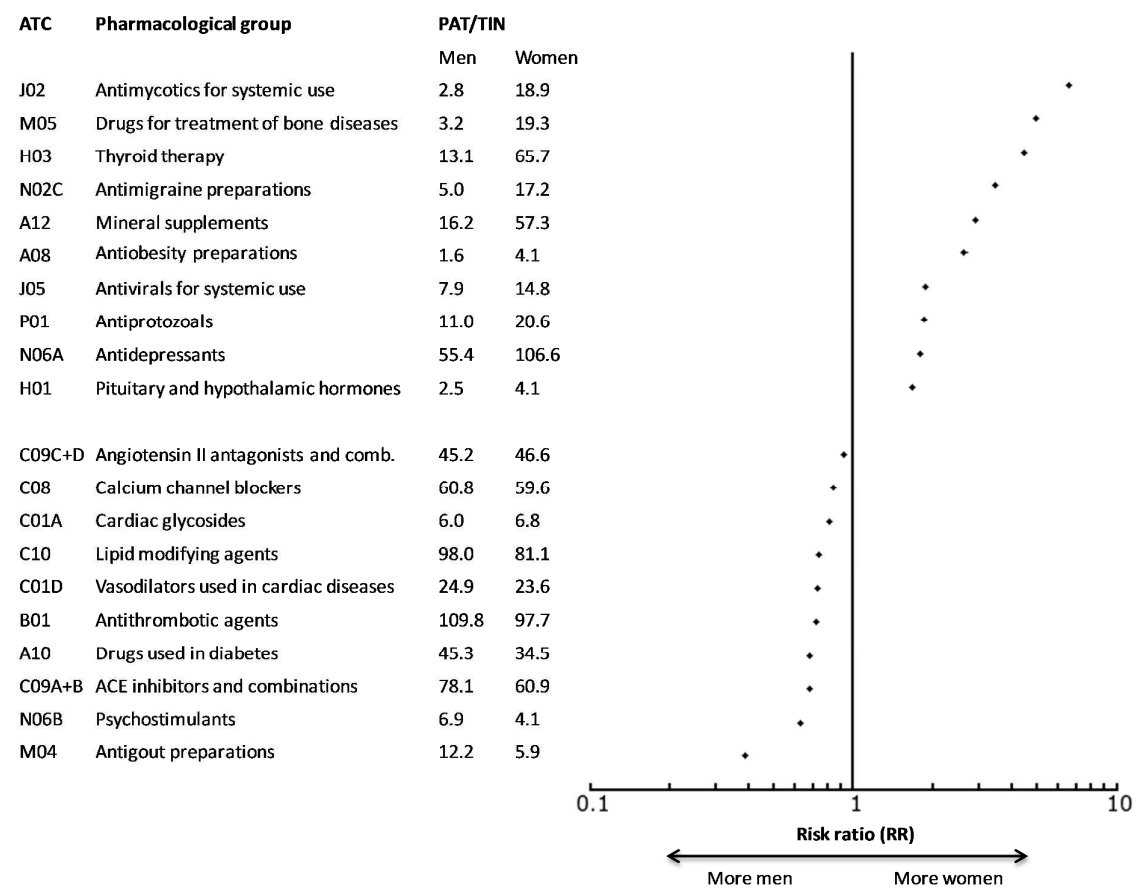 ATC Pharmacological group PAT/TIN
Men Women
J02 Antimycotics for systemic use 2.8 18.9
M05 Drugs for treatment of bone diseases 3.2 19.3
H03 Thyroid therapy 13.1 65.7
N02C Antimigraine preparations 5.0 17.2
A12 Mineral supplements 16.2 57.3
A08 Antiobesity preparations 1.6 4.1
J05 Antivirals for systemic use 7.9 14.8
P01 Antiprotozoals 11.0 20.6
N06A Antidepressants 55.4 106.6
H01 Pituitary and hypothalamic hormones 2.5 4.1
C09C+D Angiotensin II antagonists and comb. 45.2 46.6
C08 Calcium channel blockers 60.8 59.6
C01A Cardiac glycosides 6.0 6.8
C10 Lipid modifying agents 98.0 81.1
C01D Vasodilators used in cardiac diseases 24.9 23.6
B01 Antithrombotic agents 109.8 97.7
A10 Drugs used in diabetes 45.3 34.5
C09A+B ACE inhibitors and combinations 78.1 60.9
N06B Psychostimulants 6.9 4.1
M04 Antigout preparations 12.2 5.9
0.1 1 10
Risk ratio (RR)
More men More women